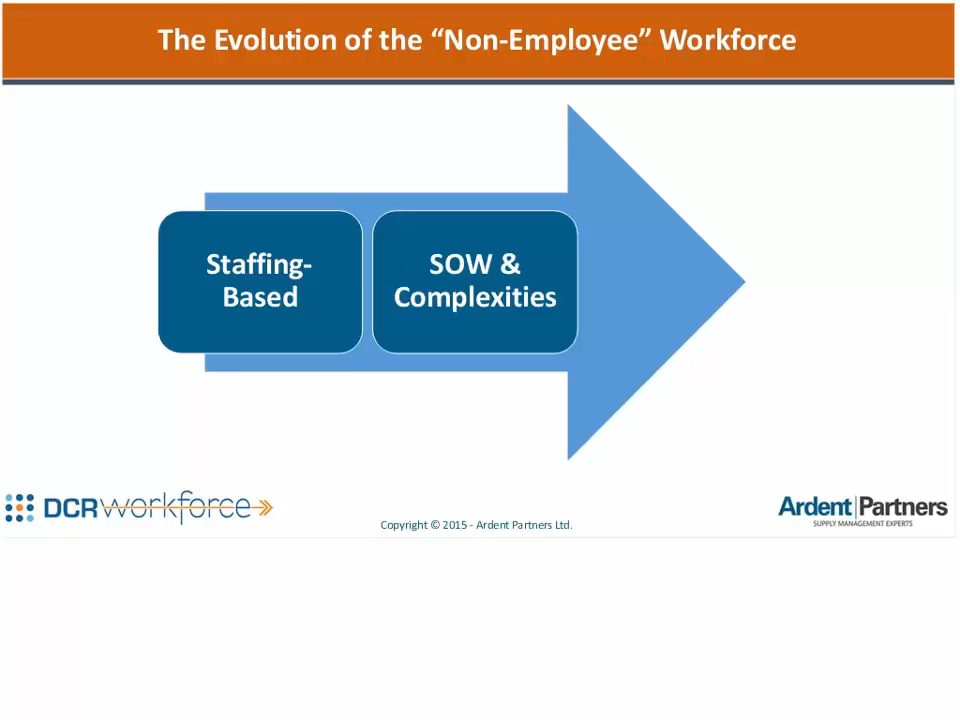 The Evolution of the “Non-Employee” Workforce
Staffing-
Based
SOW &
Complexities
DCRworkforce
Copyright © 2015 - Ardent Partners Ltd.
Ardent|Partners
SUPPLY MANAGEMENT EXPERTS